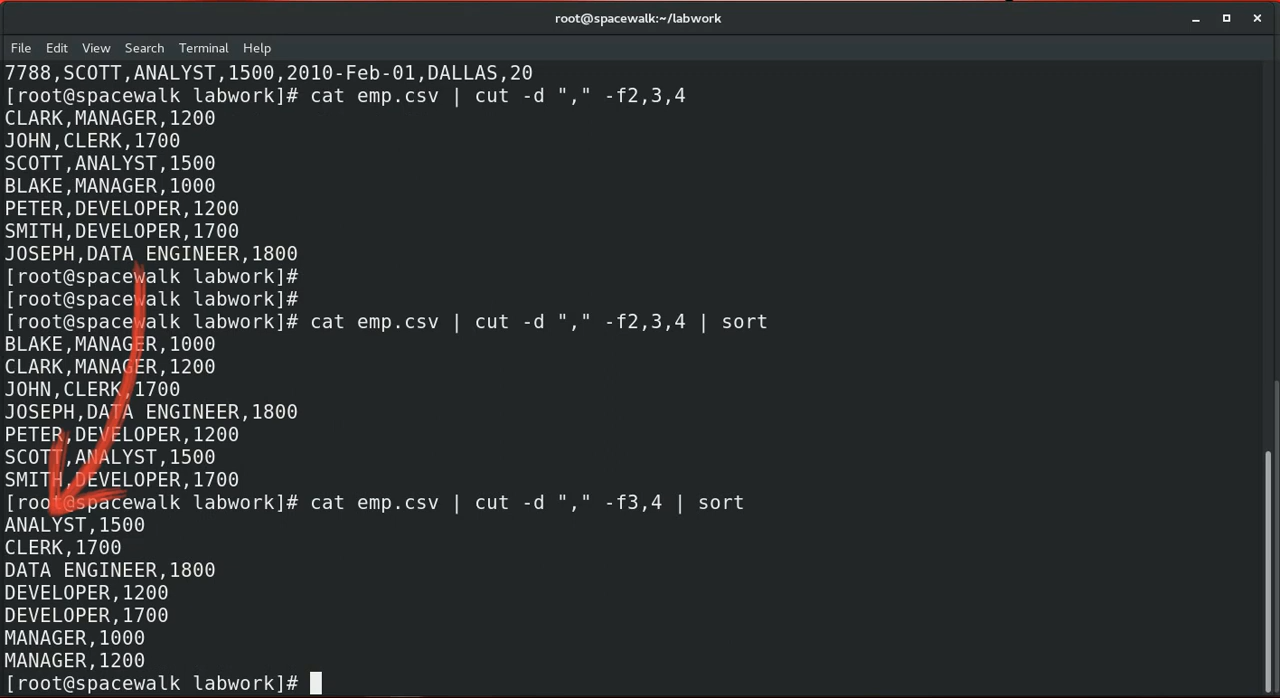 root@spacewalk:~/labwork
File Edit View Search Terminal Help
7788,SCOTT,ANALYST,1500,2010-Feb-01,DALLAS,20
[root@spacewalk labwork]# cat emp.csv | cut -d "," -f2,3,4
CLARK,MANAGER,1200
JOHN,CLERK,1700
SCOTT,ANALYST,1500
BLAKE,MANAGER,1000
PETER,DEVELOPER,1200
SMITH,DEVELOPER,1700
JOSEPH,DATA ENGINEER,1800
[root@spacewalk labwork]#
[root@spacewalk labwork]#
[root@spacewalk labwork]# cat emp.csv | cut -d "," -f2,3,4 | sort
BLAKE,MANAGER,1000
CLARK,MANAGER,1200
JOHN,CLERK,1700
JOSEPH,DATA ENGINEER,1800
PETER,DEVELOPER,1200
SCOTT,ANALYST,1500
SMITH,DEVELOPER,1700
[root@spacewalk labwork]# cat emp.csv | cut -d "," -f3,4 | sort
ANALYST,1500
CLERK,1700
DATA ENGINEER,1800
DEVELOPER,1200
DEVELOPER,1700
MANAGER,1000
MANAGER,1200
[root@spacewalk labwork]#